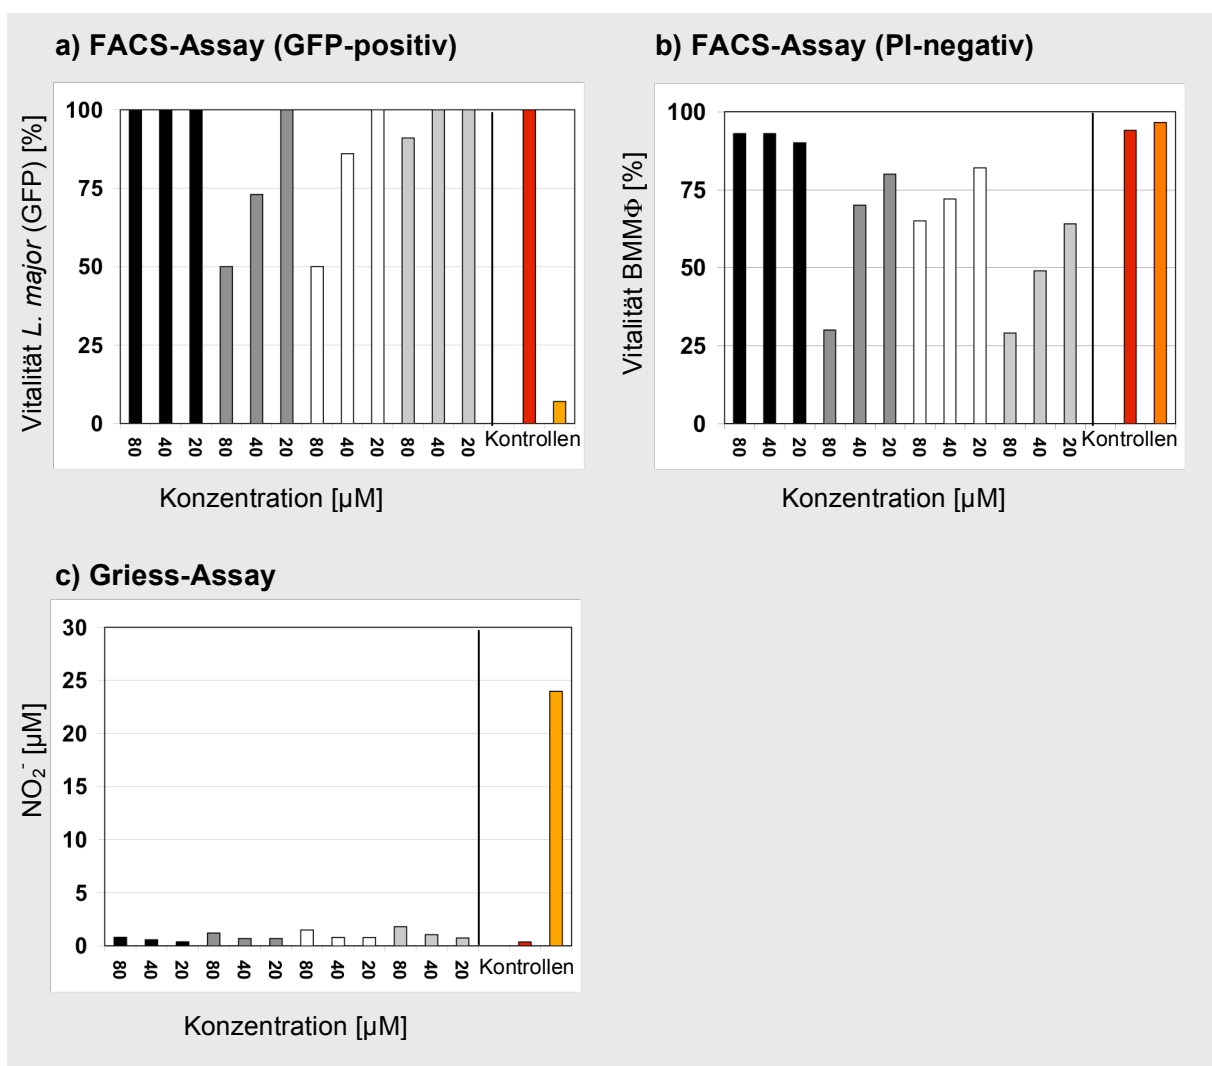 a) FACS-Assay (GFP-positiv)
Vitalität L. major (GFP) [%]
100
75
50
25
0
80 40 20 80 40 20 80 40 20 80 40 20 Kontrollen
Konzentration [µM]
b) FACS-Assay (PI-negativ)
Vitalität BMMΦ [%]
100
75
50
25
0
80 40 20 80 40 20 80 40 20 80 40 20 Kontrollen
Konzentration [µM]
c) Griess-Assay
NO₂⁻ [µM]
30
25
20
15
10
5
0
80 40 20 80 40 20 80 40 20 80 40 20 Kontrollen
Konzentration [µM]